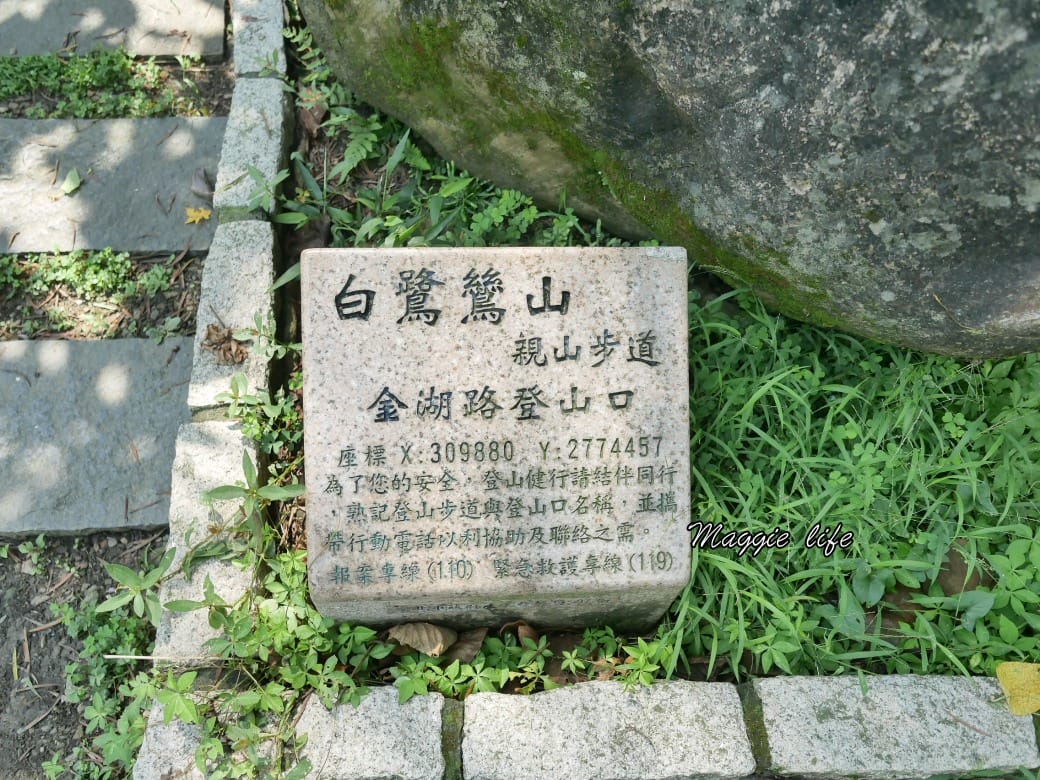 白鷺鷥山
親山步道
金湖路登山口
座標 X:309880 Y:2774457
為了您的安全，登山健行請結伴同行
，熟記登山步道與登山口名稱，並攜
帶行動電話以利協助及聯絡之需。
報案專線(110) 緊急救護專線(119)
Maggie life